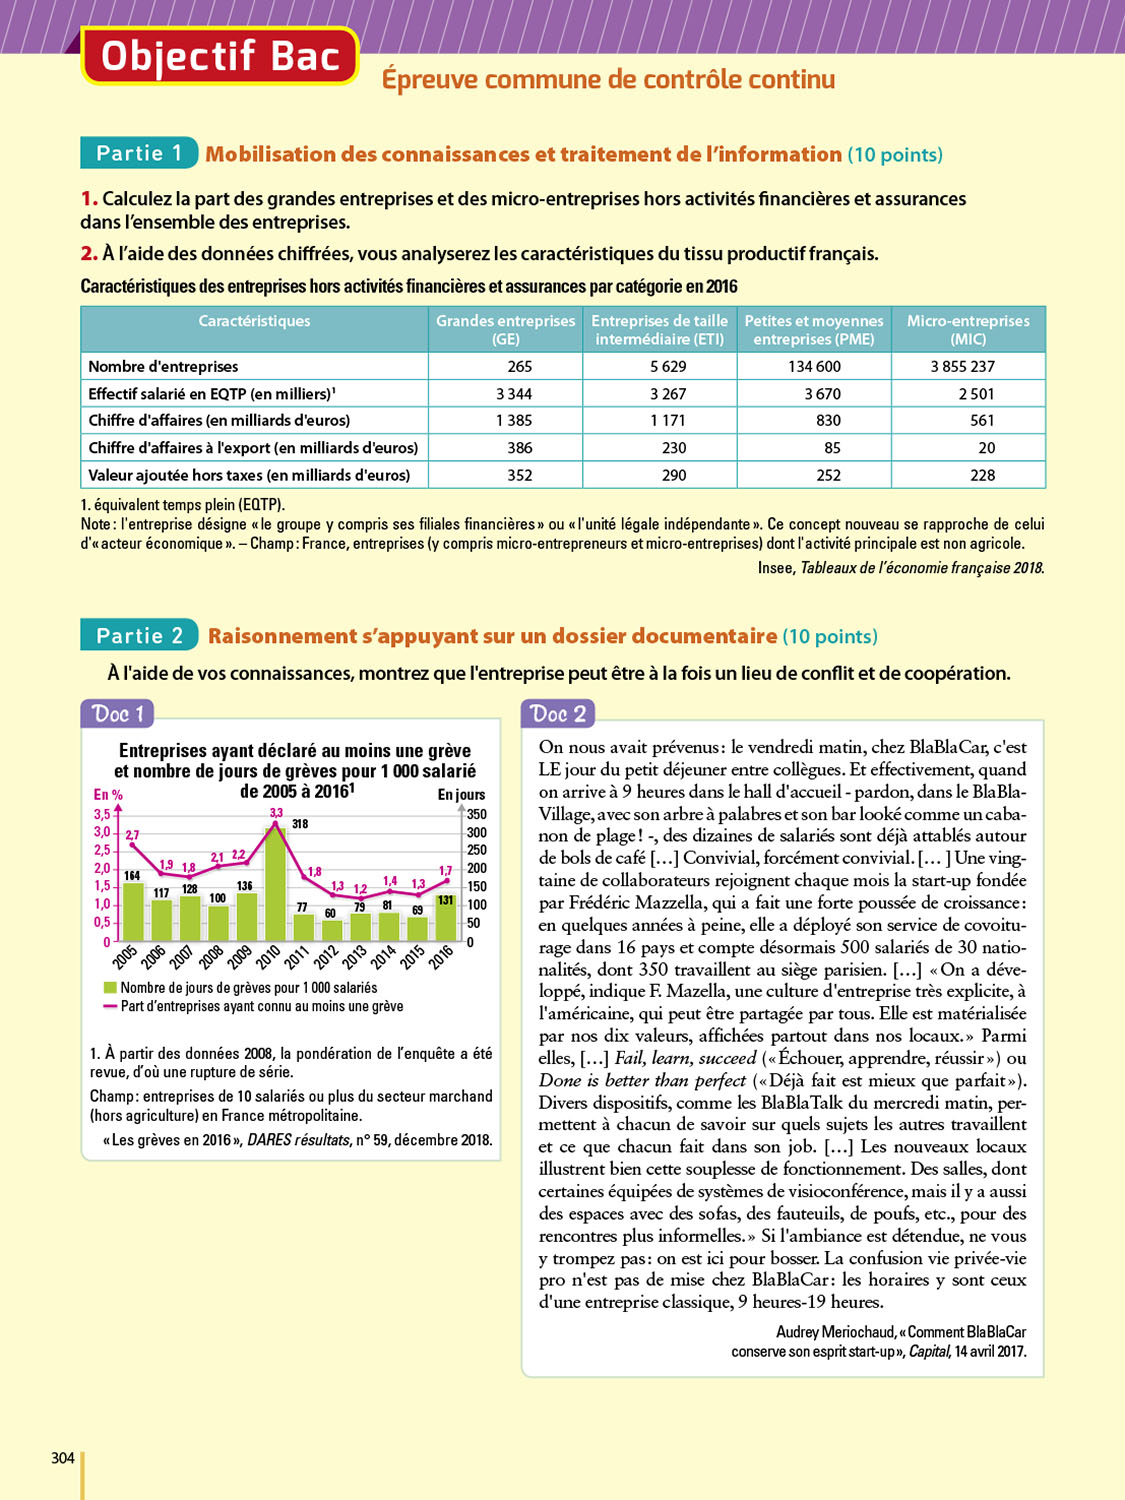 Objectif Bac
Épreuve commune de contrôle continu
Partie 1 Mobilisation des connaissances et traitement de l'information (10 points)
1. Calculez la part des grandes entreprises et des micro-entreprises hors activités financières et assurances
dans l'ensemble des entreprises.
2. À l'aide des données chiffrées, vous analyserez les caractéristiques du tissu productif français.
Caractéristiques des entreprises hors activités financières et assurances par catégorie en 2016
Caractéristiques Grandes entreprises (GE) Entreprises de taille intermédiaire (ETI) Petites et moyennes entreprises (PME) Micro-entreprises (MIC)
Nombre d'entreprises 265 5 629 134 600 3 855 237
Effectif salarié en EQTP (en milliers)¹ 3 344 3 267 3 670 2 501
Chiffre d'affaires (en milliards d'euros) 1 385 1 171 830 561
Chiffre d'affaires à l'export (en milliards d'euros) 386 230 85 20
Valeur ajoutée hors taxes (en milliards d'euros) 352 290 252 228
1. équivalent temps plein (EQTP).
Note : l'entreprise désigne « le groupe y compris ses filiales financières » ou « l'unité légale indépendante ». Ce concept nouveau se rapproche de celui
d'« acteur économique ». – Champ : France, entreprises (y compris micro-entrepreneurs et micro-entreprises) dont l'activité principale est non agricole.
Insee, Tableaux de l'économie française 2018.
Partie 2 Raisonnement s'appuyant sur un dossier documentaire (10 points)
À l'aide de vos connaissances, montrez que l'entreprise peut être à la fois un lieu de conflit et de coopération.
Doc 1
Entreprises ayant déclaré au moins une grève
et nombre de jours de grèves pour 1 000 salarié
de 2005 à 2016¹
En %
En jours
3,5 350
3,0 300
2,5 250
2,0 200
1,5 150
1,0 100
0,5 50
0 0
2,7 1,9 1,8 2,1 2,2 3,3 1,8 1,3 1,2 1,4 1,3 1,7
164 117 128 100 136 318 77 60 79 81 69 131
2005 2006 2007 2008 2009 2010 2011 2012 2013 2014 2015 2016
Nombre de jours de grèves pour 1 000 salariés
Part d'entreprises ayant connu au moins une grève
1. À partir des données 2008, la pondération de l'enquête a été
revue, d'où une rupture de série.
Champ : entreprises de 10 salariés ou plus du secteur marchand
(hors agriculture) en France métropolitaine.
« Les grèves en 2016 », DARES résultats, n° 59, décembre 2018.
Doc 2
On nous avait prévenus : le vendredi matin, chez BlaBlaCar, c'est
LE jour du petit déjeuner entre collègues. Et effectivement, quand
on arrive à 9 heures dans le hall d'accueil - pardon, dans le BlaBla-
Village, avec son arbre à palabres et son bar looké comme un caba-
non de plage ! -, des dizaines de salariés sont déjà attablés autour
de bols de café […] Convivial, forcément convivial. [… ] Une ving-
taine de collaborateurs rejoignent chaque mois la start-up fondée
par Frédéric Mazzella, qui a fait une forte poussée de croissance :
en quelques années à peine, elle a déployé son service de covoitu-
rage dans 16 pays et compte désormais 500 salariés de 30 natio-
nalités, dont 350 travaillent au siège parisien. […] « On a déve-
loppé, indique F. Mazella, une culture d'entreprise très explicite, à
l'américaine, qui peut être partagée par tous. Elle est matérialisée
par nos dix valeurs, affichées partout dans nos locaux. » Parmi
elles, […] Fail, learn, succeed (« Échouer, apprendre, réussir ») ou
Done is better than perfect (« Déjà fait est mieux que parfait »).
Divers dispositifs, comme les BlaBlaTalk du mercredi matin, per-
mettent à chacun de savoir sur quels sujets les autres travaillent
et ce que chacun fait dans son job. […] Les nouveaux locaux
illustrent bien cette souplesse de fonctionnement. Des salles, dont
certaines équipées de systèmes de visioconférence, mais il y a aussi
des espaces avec des sofas, des fauteuils, de poufs, etc., pour des
rencontres plus informelles. » Si l'ambiance est détendue, ne vous
y trompez pas : on est ici pour bosser. La confusion vie privée-vie
pro n'est pas de mise chez BlaBlaCar : les horaires y sont ceux
d'une entreprise classique, 9 heures-19 heures.
Audrey Meriochaud, « Comment BlaBlaCar
conserve son esprit start-up », Capital, 14 avril 2017.
304